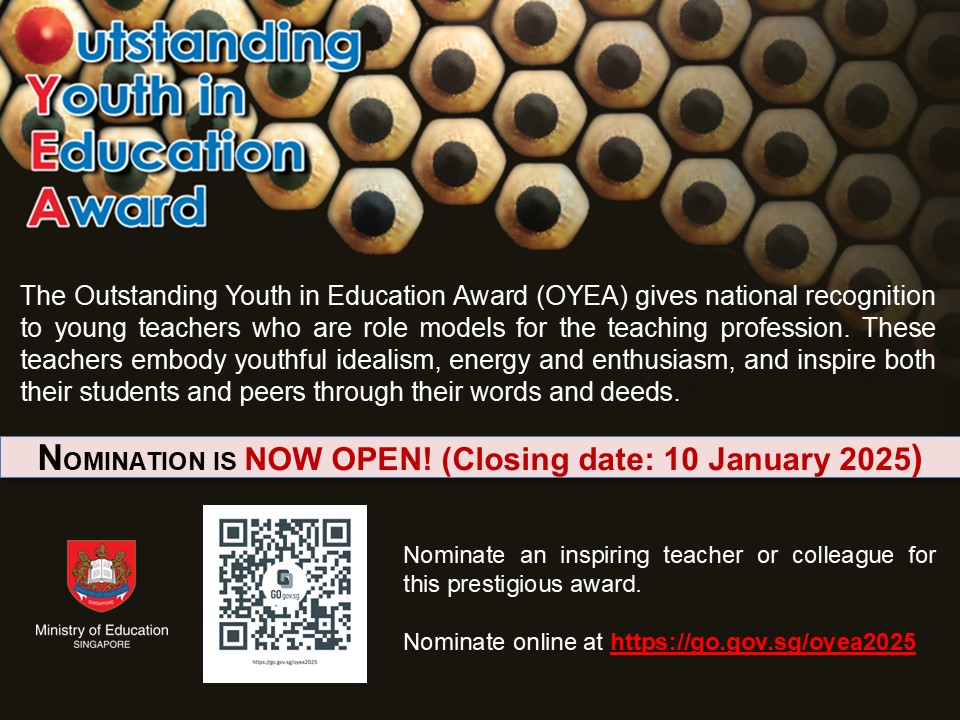 Outstanding
Youth in
Education
Award
The Outstanding Youth in Education Award (OYEA) gives national recognition
to young teachers who are role models for the teaching profession. These
teachers embody youthful idealism, energy and enthusiasm, and inspire both
their students and peers through their words and deeds.
NOMINATION IS NOW OPEN! (Closing date: 10 January 2025)
SINGAPORE
Ministry of Education
SINGAPORE
GOgov.sg
https://go.gov.sg/oyea2025
Nominate an inspiring teacher or colleague for
this prestigious award.
Nominate online at https://go.gov.sg/oyea2025